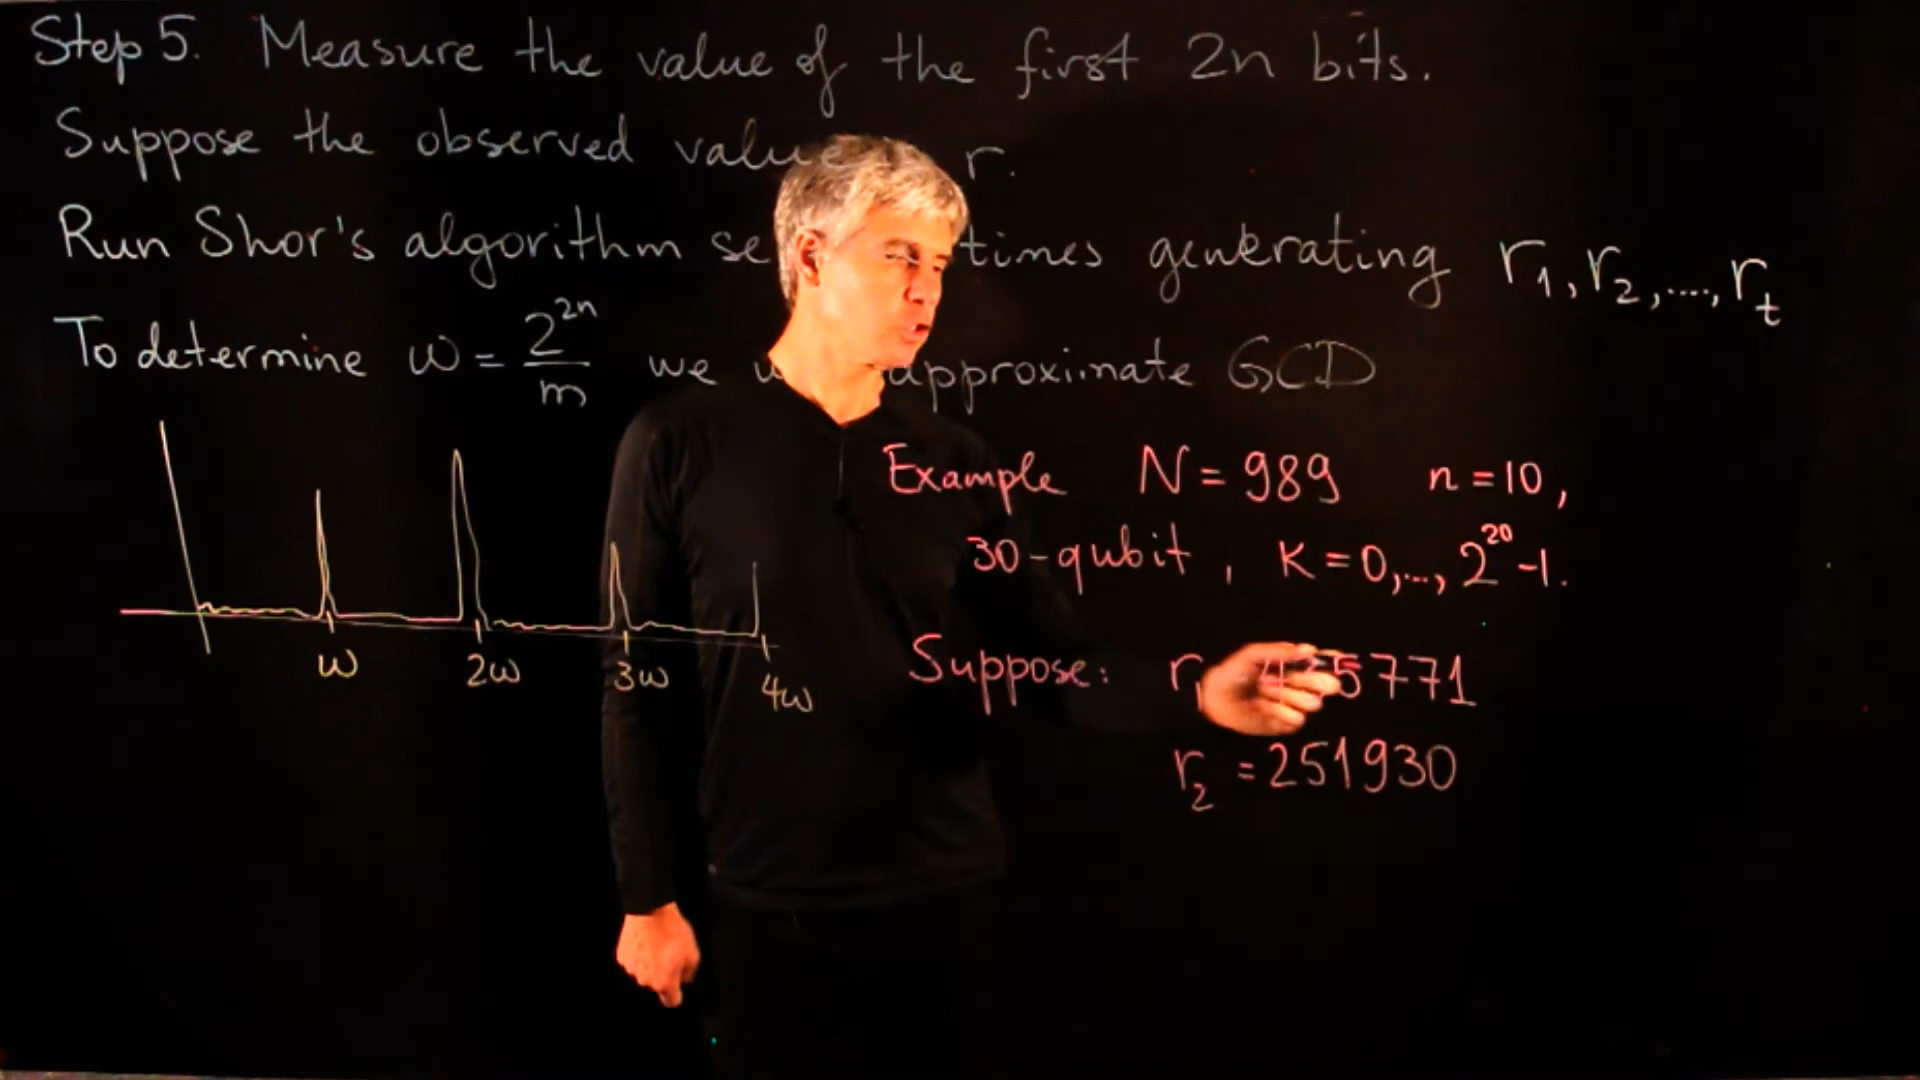 Step 5. Measure the value of the first 2n bits.
Suppose the observed value r.
Run Shor's algorithm times generating r₁, r₂, ..., r_t
To determine ω = 2^{2n}/m we approximate GCD
Example N = 989 n = 10,
30-qubit, K = 0, ..., 2^{20} - 1.
Suppose: r₁ 5771
r₂ = 251930
ω 2ω 3ω 4ω